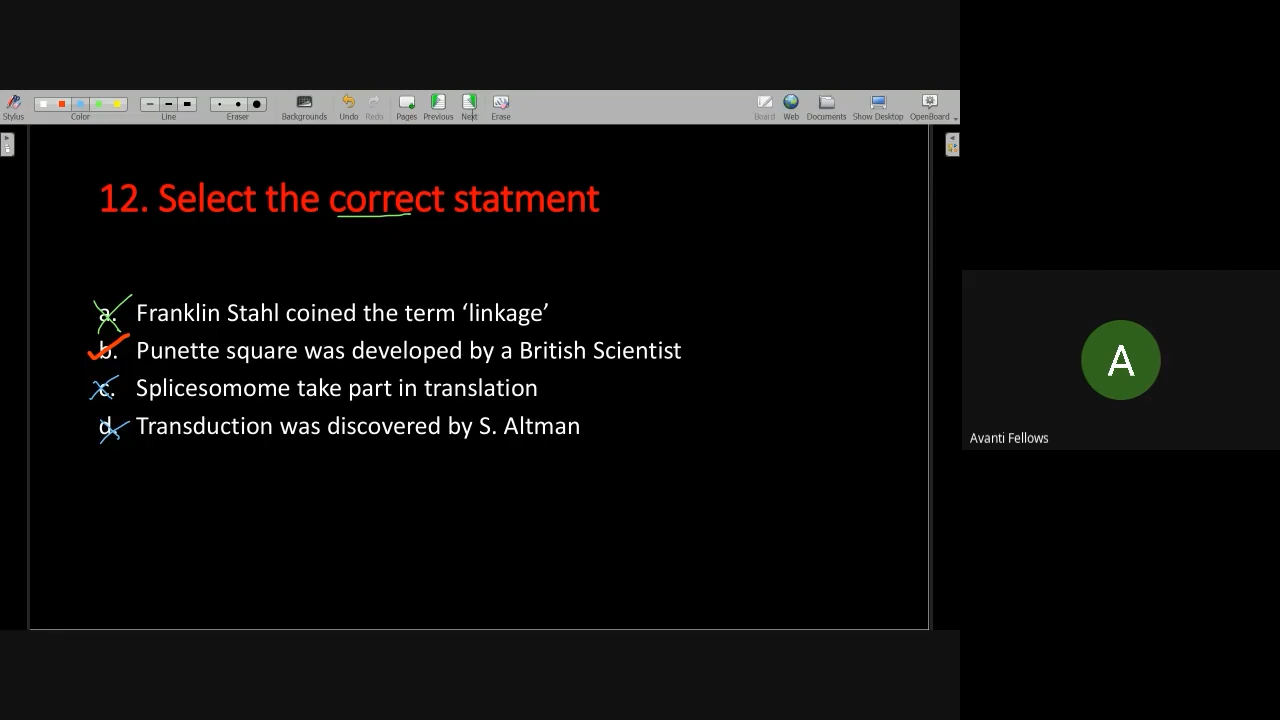 Stylus
Color
Line
Eraser
Backgrounds
Undo
Redo
Pages
Previous
Next
Erase
Board
Web
Documents
Show Desktop
OpenBoard
12. Select the correct statment
a. Franklin Stahl coined the term ‘linkage’
b. Punette square was developed by a British Scientist
c. Splicesomome take part in translation
d. Transduction was discovered by S. Altman
A
Avanti Fellows